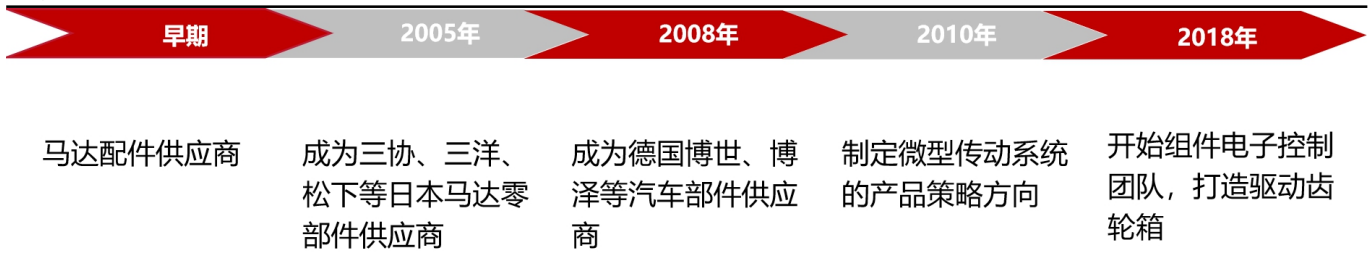 早期
2005年
2008年
2010年
2018年
马达配件供应商
成为三协、三洋、
松下等日本马达零
部件供应商
成为德国博世、博
泽等汽车部件供应
商
制定微型传动系统
的产品策略方向
开始组件电子控制
团队，打造驱动齿
轮箱